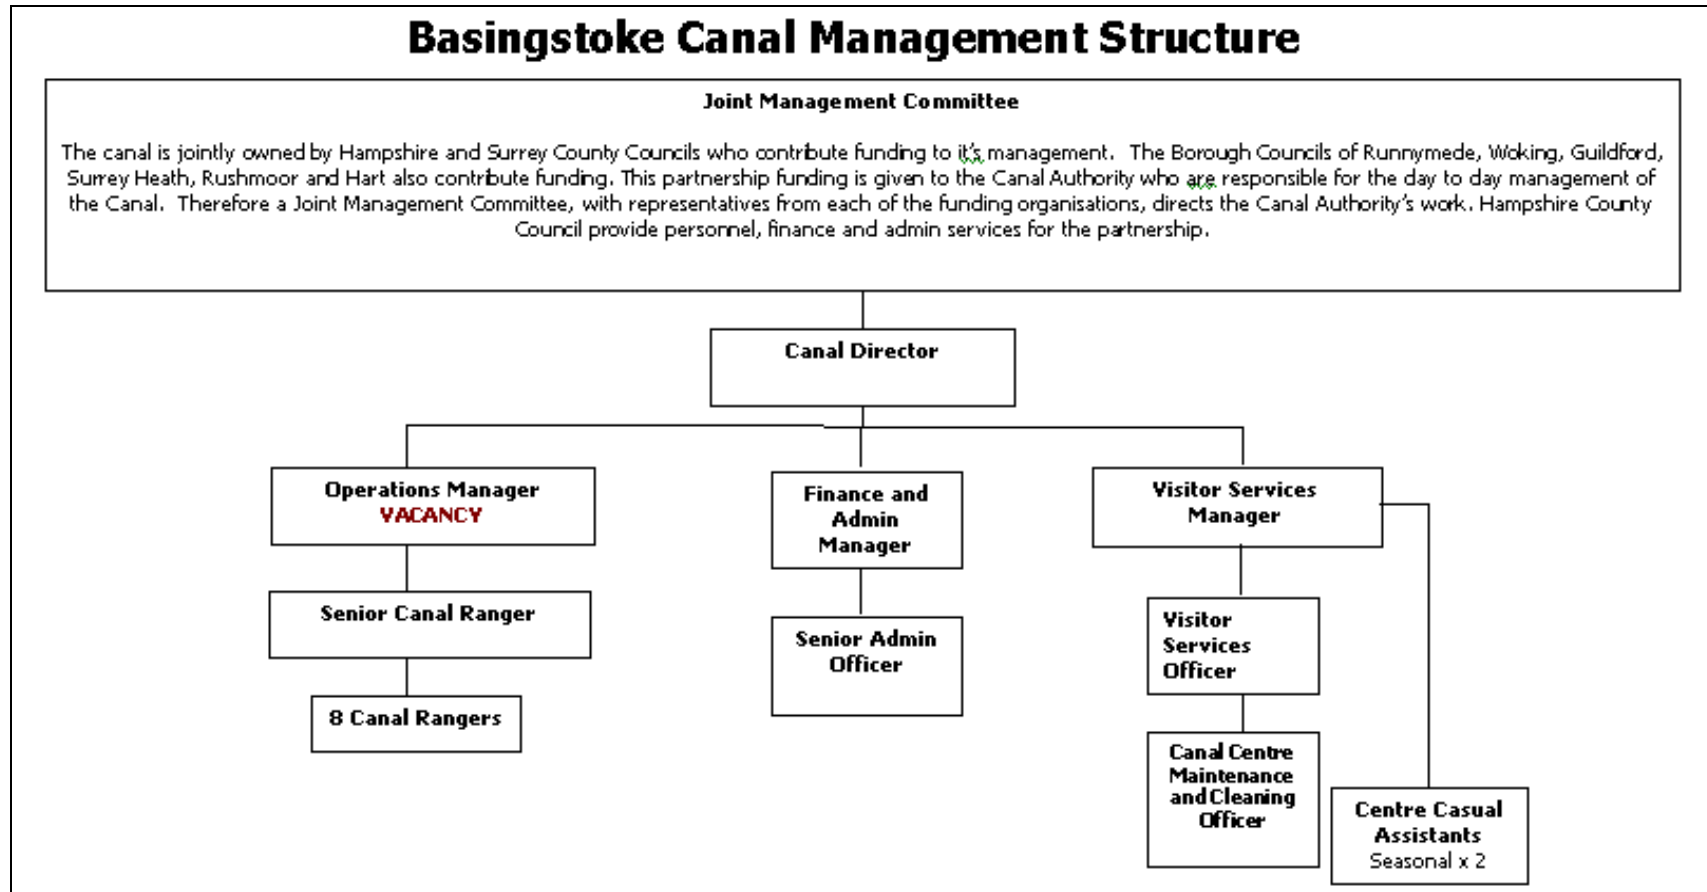 Basingstoke Canal Management Structure
Joint Management Committee
The canal is jointly owned by Hampshire and Surrey County Councils who contribute funding to it's management. The Borough Councils of Runnymede, Woking, Guildford,
Surrey Heath, Rushmoor and Hart also contribute funding. This partnership funding is given to the Canal Authority who are responsible for the day to day management of
the Canal. Therefore a Joint Management Committee, with representatives from each of the funding organisations, directs the Canal Authority's work. Hampshire County
Council provide personnel, finance and admin services for the partnership.
Canal Director
Operations Manager
VACANCY
Finance and
Admin
Manager
Visitor Services
Manager
Senior Canal Ranger
Senior Admin
Officer
Visitor
Services
Officer
8 Canal Rangers
Canal Centre
Maintenance
and Cleaning
Officer
Centre Casual
Assistants
Seasonal x 2